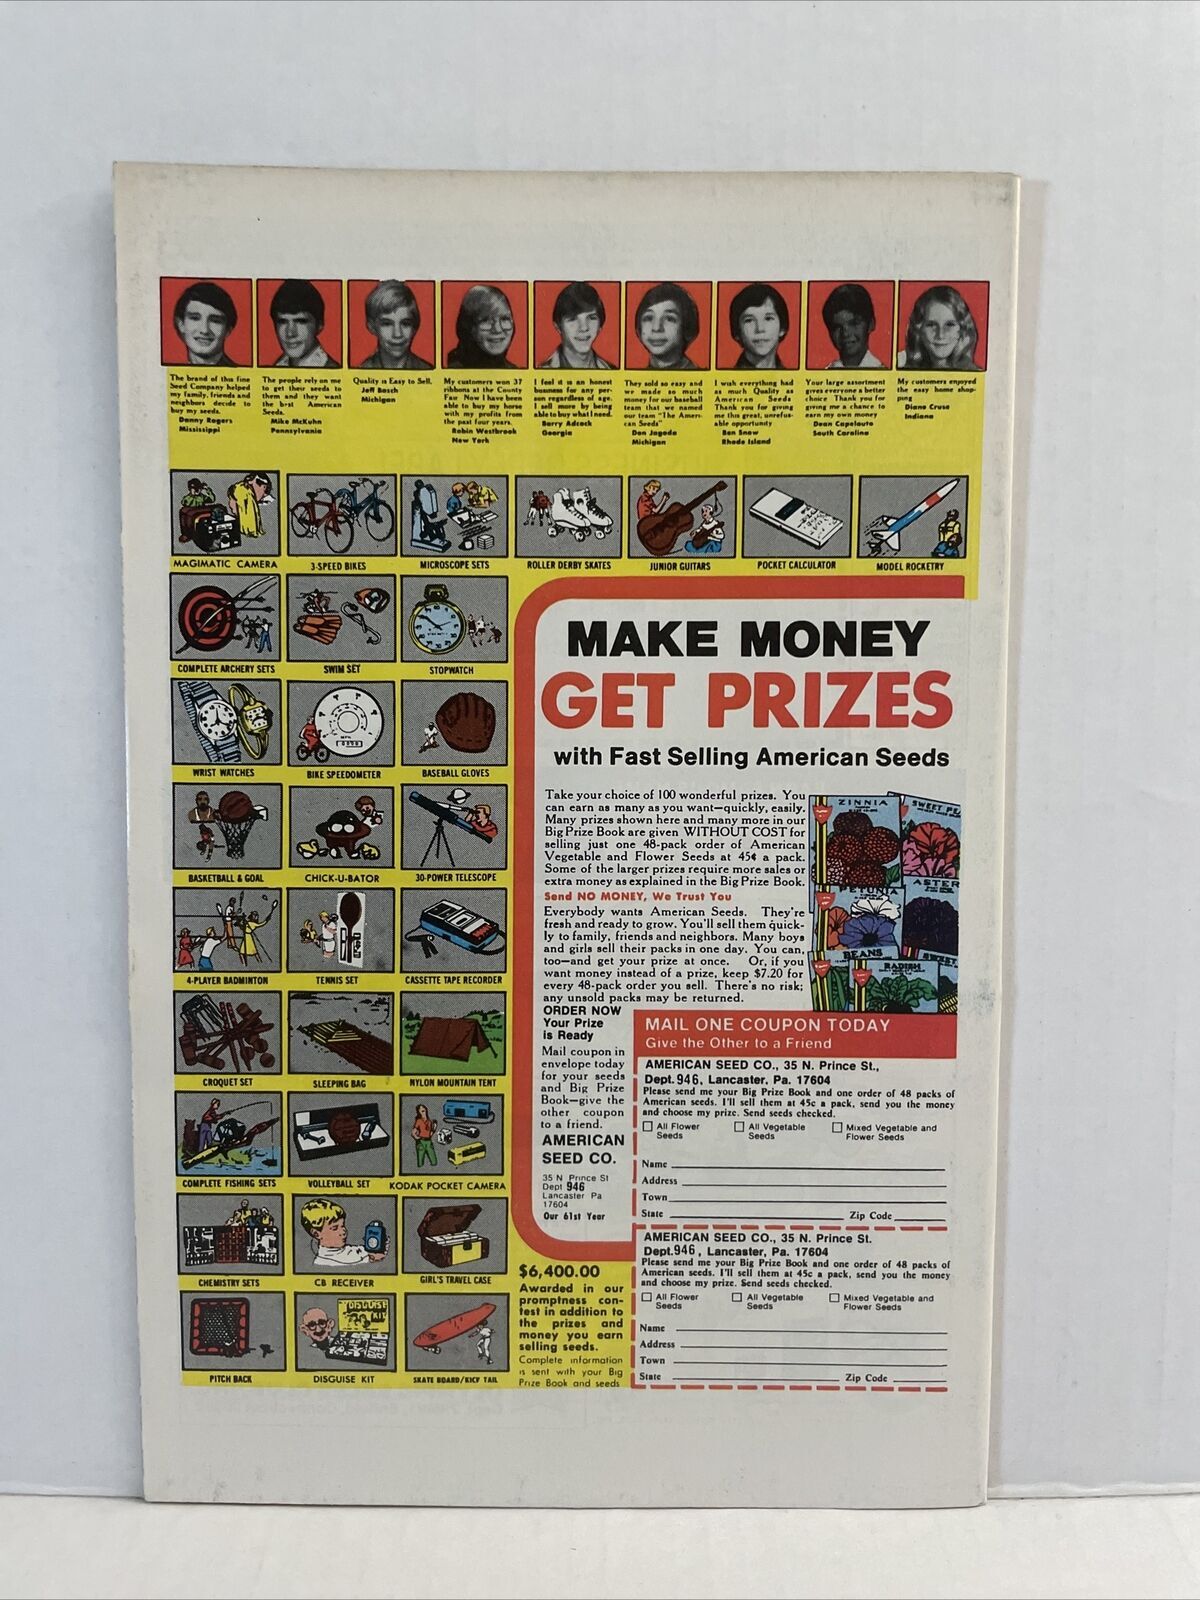 The brand of this fine
Seed Company helped
my family, friends and
neighbors decide to
buy my seeds.
Danny Rogers
Mississippi
The people rely on me
to get their seeds to
them and they want
the best American
Seeds.
Mike McKuhn
Pennsylvania
Quality is Easy to Sell.
Jeff Basch
Michigan
My customers won 37
ribbons at the County
Fair Now I have been
able to buy my horse
with my profits from
the past four years.
Robin Westbrook
New York
I feel it is an honest
business for any per-
son regardless of age.
I sell more by being
able to buy what I need.
Barry Adcock
Georgia
They sold so easy and
we made so much
money for our baseball
team that we named
our team "The Ameri-
can Seeds"
Don Jagoda
Michigan
I wish everything had
as much Quality as
American Seeds
Thank you for giving
me this great, unrefus-
able opportunity
Ben Snow
Rhode Island
Your large assortment
gives everyone a better
choice Thank you for
giving me a chance to
earn my own money
Dean Capelouto
South Carolina
My customers enjoyed
the easy home shop-
ping
Diana Cruse
Indiana
MAGIMATIC CAMERA
3-SPEED BIKES
MICROSCOPE SETS
ROLLER DERBY SKATES
JUNIOR GUITARS
POCKET CALCULATOR
MODEL ROCKETRY
COMPLETE ARCHERY SETS
SWIM SET
STOPWATCH
WRIST WATCHES
BIKE SPEEDOMETER
BASEBALL GLOVES
BASKETBALL & GOAL
CHICK-U-BATOR
30-POWER TELESCOPE
4-PLAYER BADMINTON
TENNIS SET
CASSETTE TAPE RECORDER
CROQUET SET
SLEEPING BAG
NYLON MOUNTAIN TENT
COMPLETE FISHING SETS
VOLLEYBALL SET
KODAK POCKET CAMERA
CHEMISTRY SETS
CB RECEIVER
GIRL'S TRAVEL CASE
PITCH BACK
DISGUISE KIT
DISGUISE KIT
SKATE BOARD/KICK TAIL
MAKE MONEY
GET PRIZES
with Fast Selling American Seeds
Take your choice of 100 wonderful prizes. You
can earn as many as you want—quickly, easily.
Many prizes shown here and many more in our
Big Prize Book are given WITHOUT COST for
selling just one 48-pack order of American
Vegetable and Flower Seeds at 45¢ a pack.
Some of the larger prizes require more sales or
extra money as explained in the Big Prize Book.
Send NO MONEY, We Trust You
Everybody wants American Seeds. They're
fresh and ready to grow. You'll sell them quick-
ly to family, friends and neighbors. Many boys
and girls sell their packs in one day. You can,
too—and get your prize at once. Or, if you
want money instead of a prize, keep $7.20 for
every 48-pack order you sell. There's no risk;
any unsold packs may be returned.
ZINNIA
SWEET PE
PETUNIA
ASTER
BEANS
RADISH
SWEET
ORDER NOW
Your Prize
is Ready
Mail coupon in
envelope today
for your seeds
and Big Prize
Book—give the
other coupon
to a friend.
AMERICAN
SEED CO.
35 N Prince St
Dept 946
Lancaster Pa
17604
Our 61st Year
$6,400.00
Awarded in our
promptness con-
test in addition to
the prizes and
money you earn
selling seeds.
Complete information
is sent with your Big
Prize Book and seeds
MAIL ONE COUPON TODAY
Give the Other to a Friend
AMERICAN SEED CO., 35 N. Prince St.,
Dept. 946, Lancaster, Pa. 17604
Please send me your Big Prize Book and one order of 48 packs of
American seeds. I'll sell them at 45c a pack, send you the money
and choose my prize. Send seeds checked.
All Flower Seeds
All Vegetable Seeds
Mixed Vegetable and Flower Seeds
Name
Address
Town
State Zip Code
AMERICAN SEED CO., 35 N. Prince St.
Dept. 946, Lancaster, Pa. 17604
Please send me your Big Prize Book and one order of 48 packs of
American seeds. I'll sell them at 45c a pack, send you the money
and choose my prize. Send seeds checked.
All Flower Seeds
All Vegetable Seeds
Mixed Vegetable and Flower Seeds
Name
Address
Town
State Zip Code